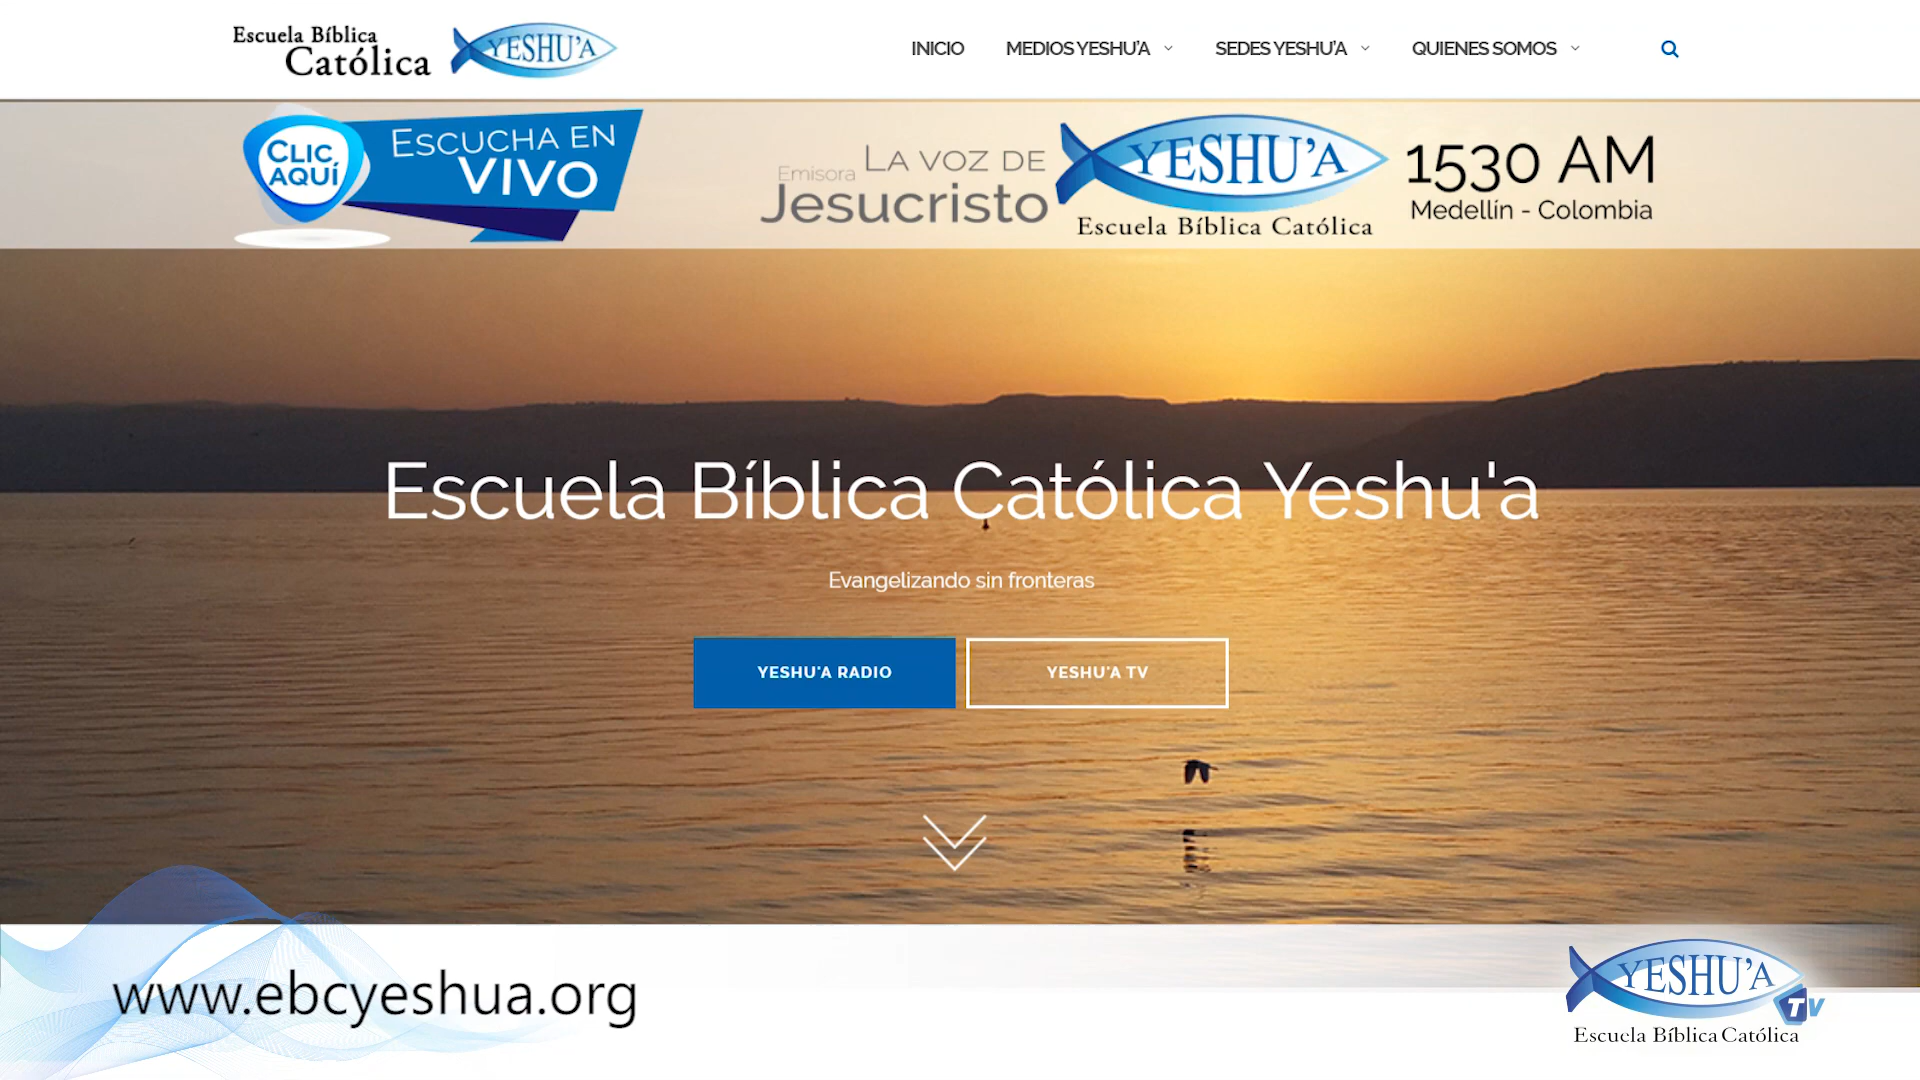 Escuela Bíblica
Católica
YESHU'A
INICIO
MEDIOS YESHU'A
SEDES YESHU'A
QUIENES SOMOS
CLIC
AQUÍ
ESCUCHA EN
VIVO
Emisora LA VOZ DE
Jesucristo
YESHU'A
Escuela Bíblica Católica
1530 AM
Medellín - Colombia
Escuela Bíblica Católica Yeshu'a
Evangelizando sin fronteras
YESHU'A RADIO
YESHU'A TV
www.ebcyeshua.org
YESHU'A
TV
Escuela Bíblica Católica